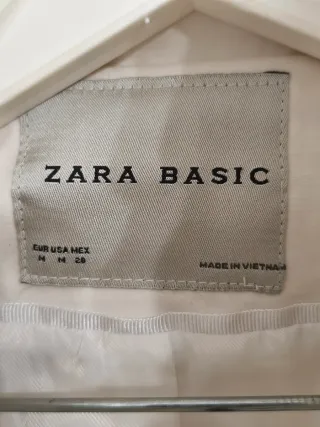 ZARA BASIC
EUR USA MEX
M M 28
MADE IN VIETNAM